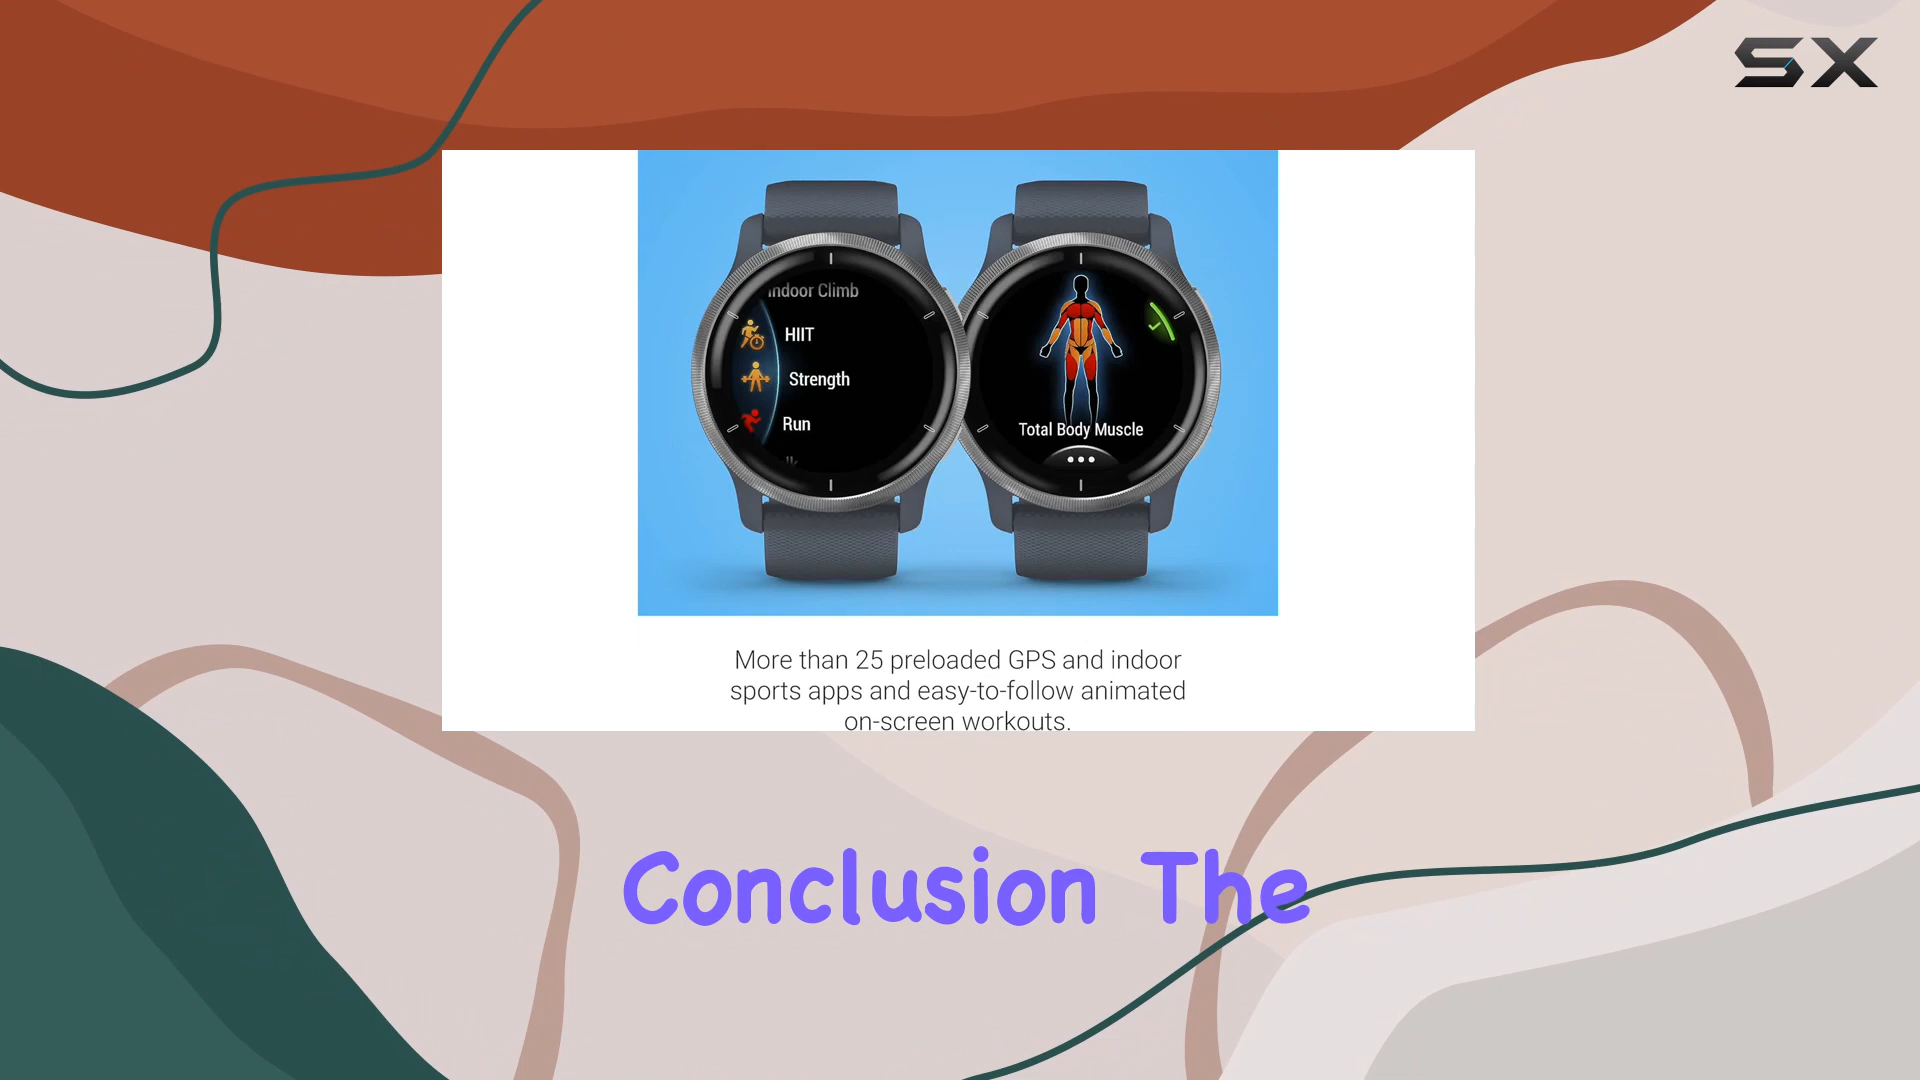 SX
Indoor Climb
HIIT
Strength
Run
lk
Total Body Muscle
More than 25 preloaded GPS and indoor
sports apps and easy-to-follow animated
on-screen workouts.
Conclusion The